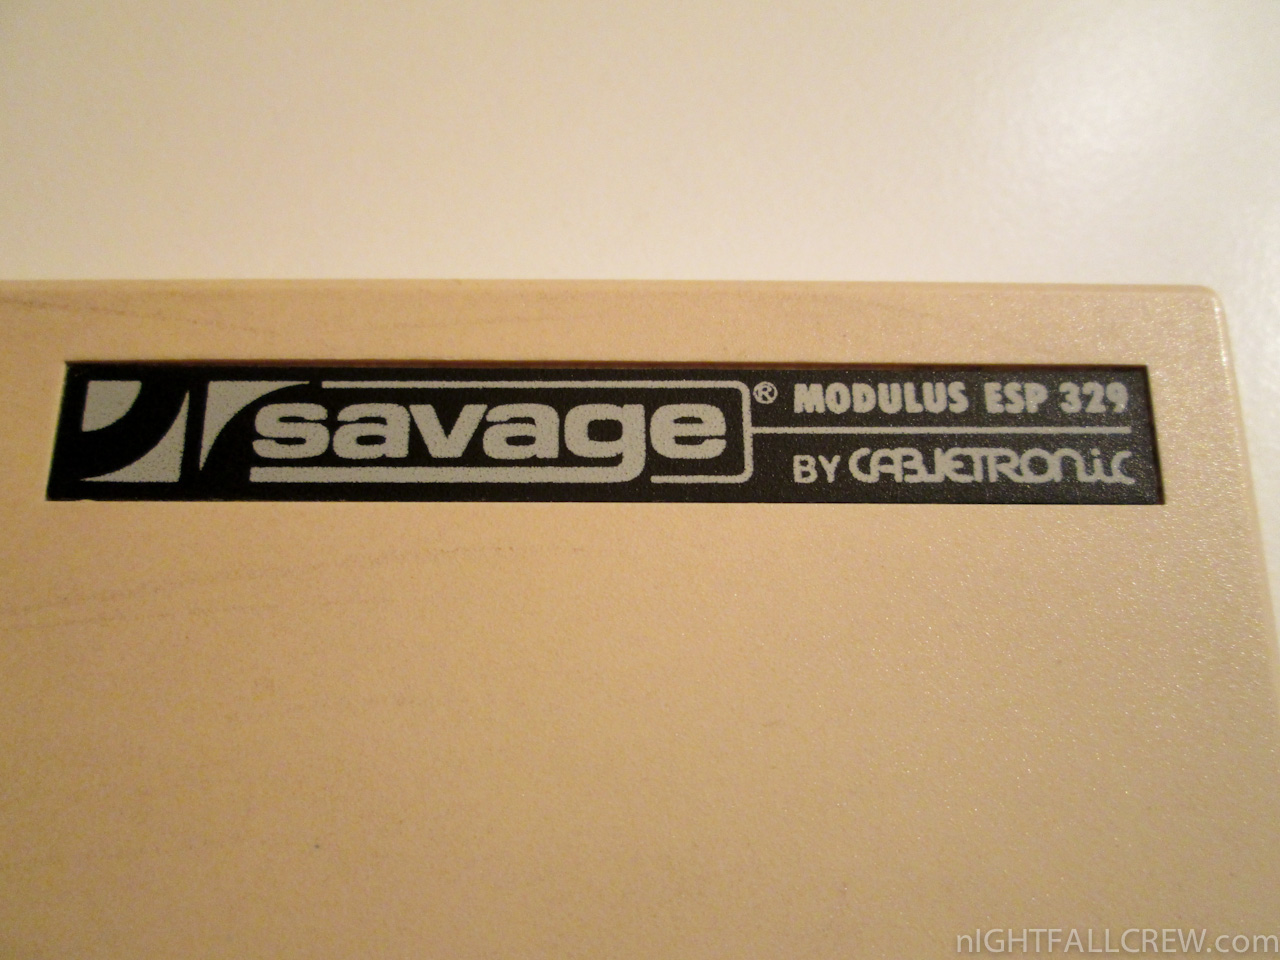 savage® MODULUS ESP 329
BY CABLETRONIC
nIGHTFALLCREW.com